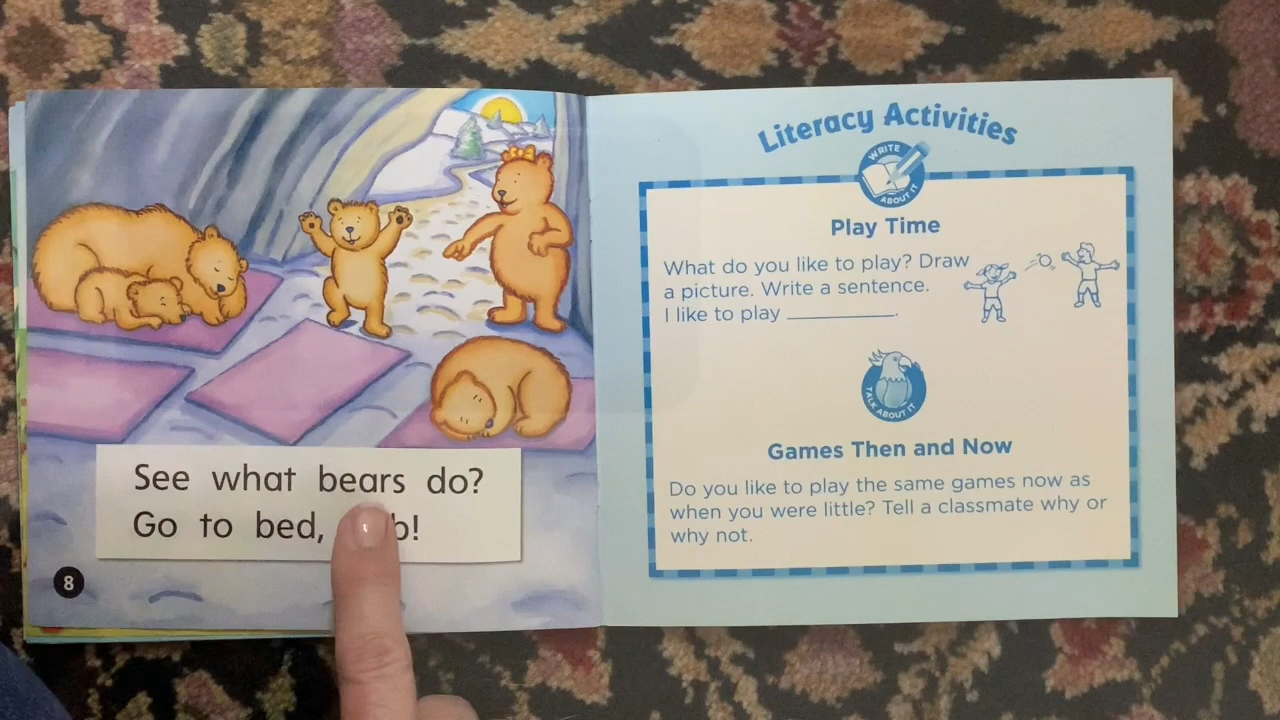 See what bears do?
Go to bed,
8
Literacy Activities
WRITE
ABOUT IT
Play Time
What do you like to play? Draw
a picture. Write a sentence.
I like to play __________.
TALK ABOUT IT
Games Then and Now
Do you like to play the same games now as
when you were little? Tell a classmate why or
why not.